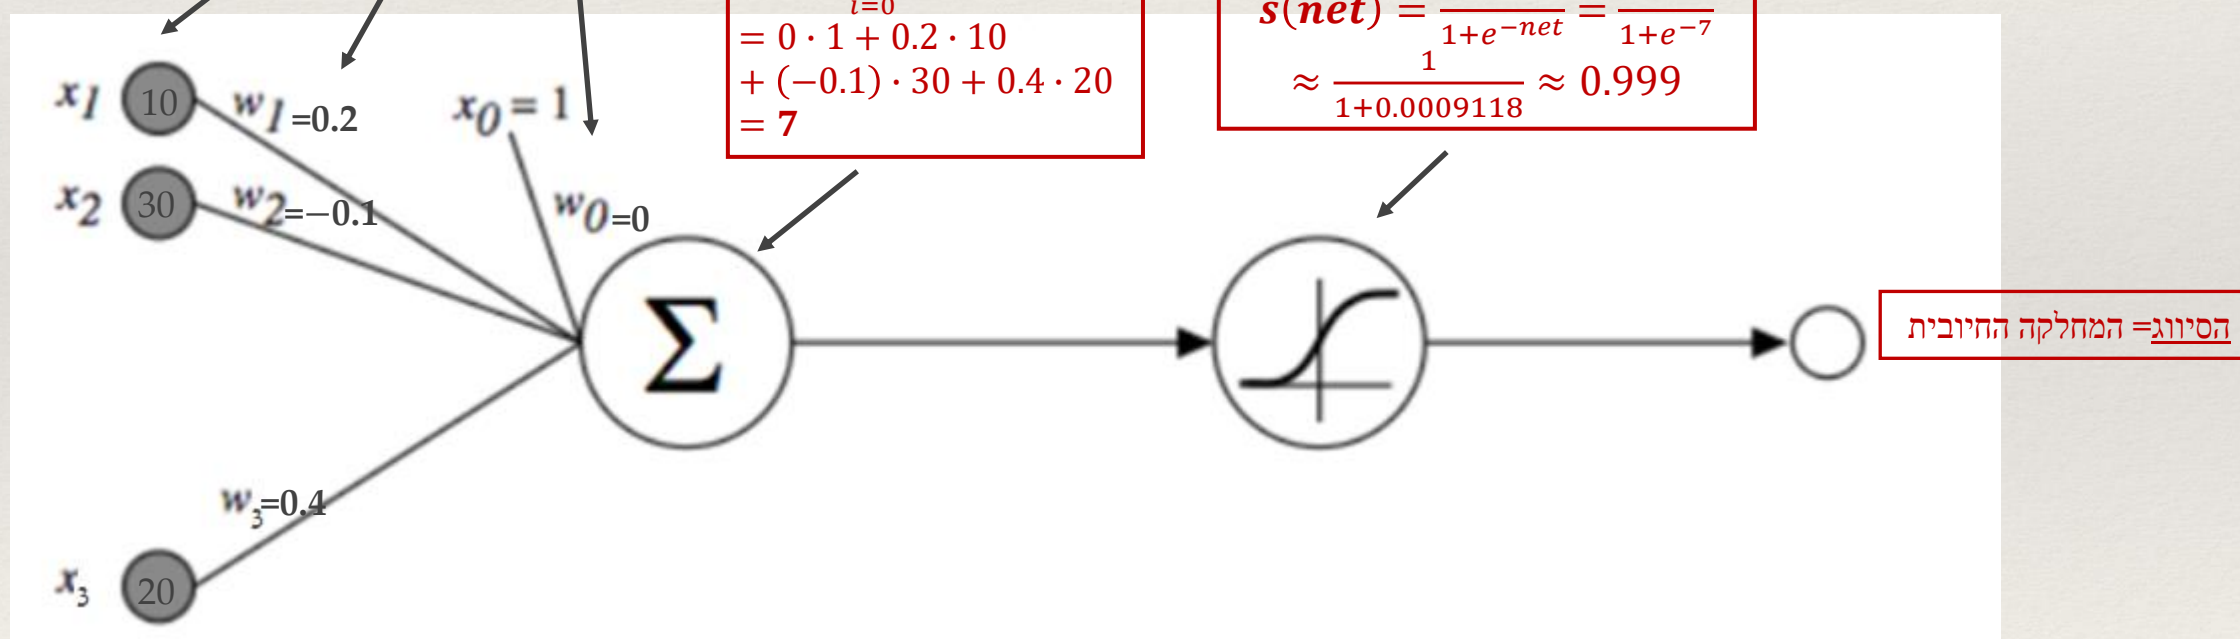 i=0
= 0 · 1 + 0.2 · 10
+ (−0.1) · 30 + 0.4 · 20
= 7
s(net) = 1/(1+e^{−net}) = 1/(1+e^{−7})
≈ 1/(1+0.0009118) ≈ 0.999
x₁ 10 w₁=0.2
x₀ = 1
x₂ 30 w₂=−0.1
w₀=0
Σ
הסיווג= המחלקה החיובית
w₃=0.4
x₃ 20